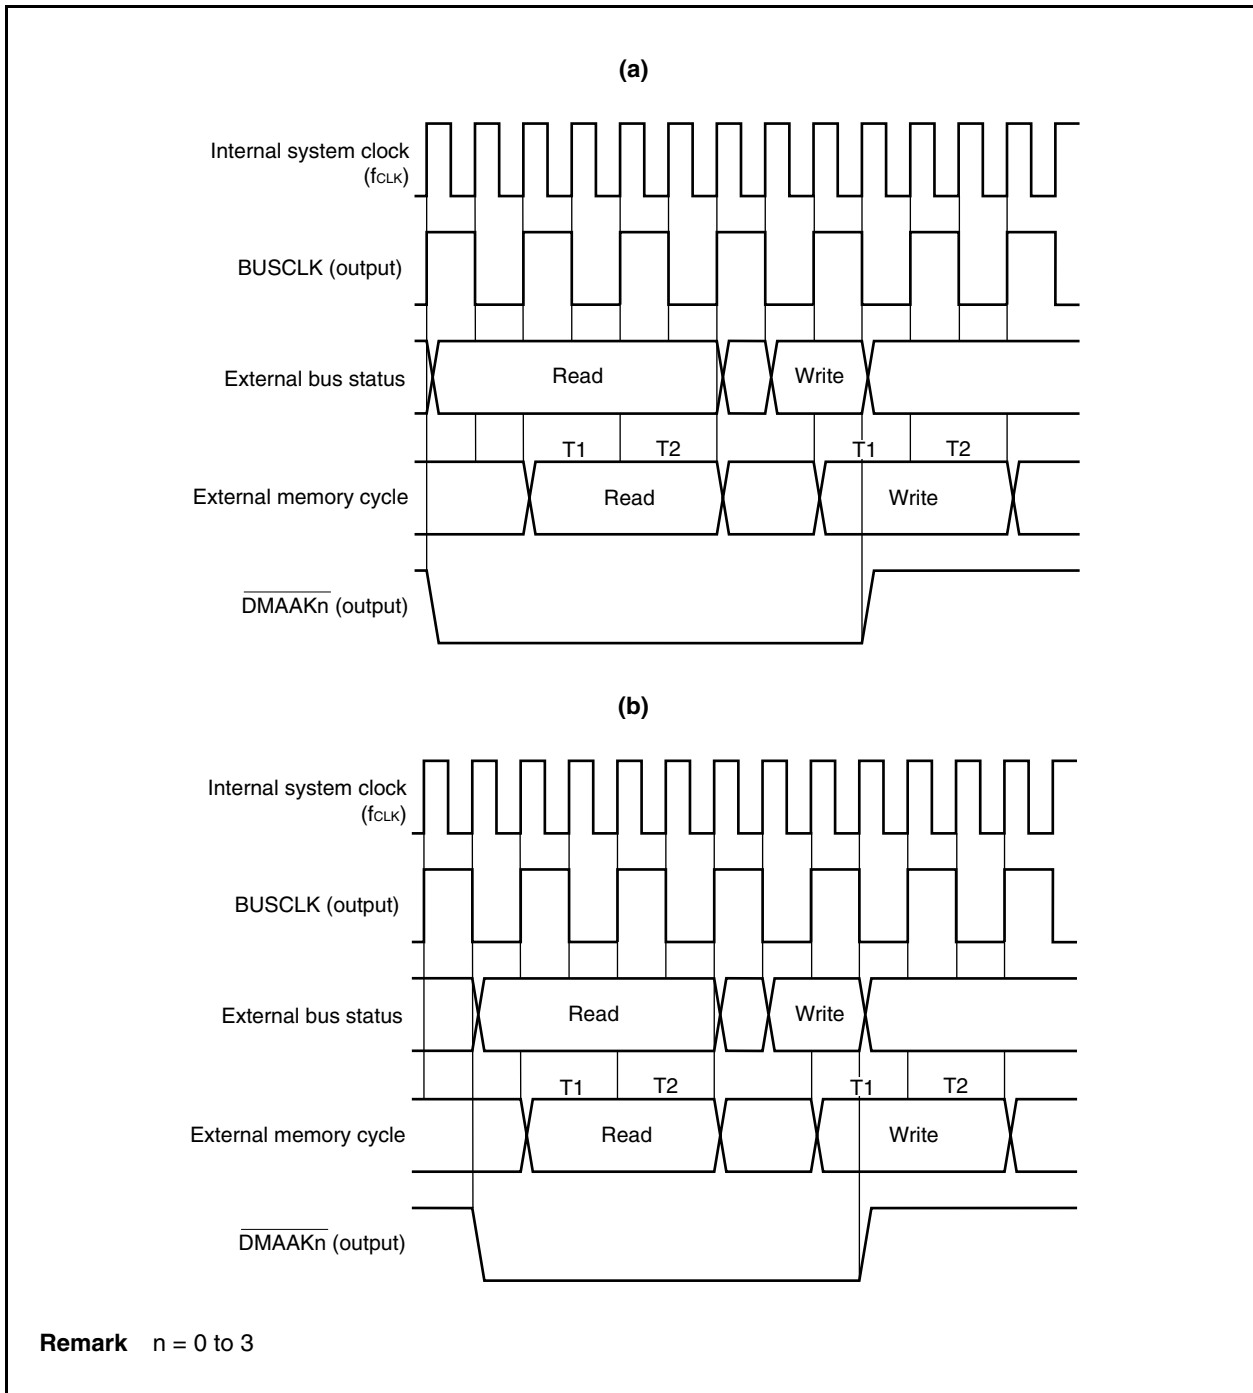 (a)
Internal system clock
(fCLK)
BUSCLK (output)
External bus status
Read
Write
T1
T2
T1
T2
External memory cycle
Read
Write
DMAAKn (output)
(b)
Internal system clock
(fCLK)
BUSCLK (output)
External bus status
Read
Write
T1
T2
T1
T2
External memory cycle
Read
Write
DMAAKn (output)
Remark n = 0 to 3